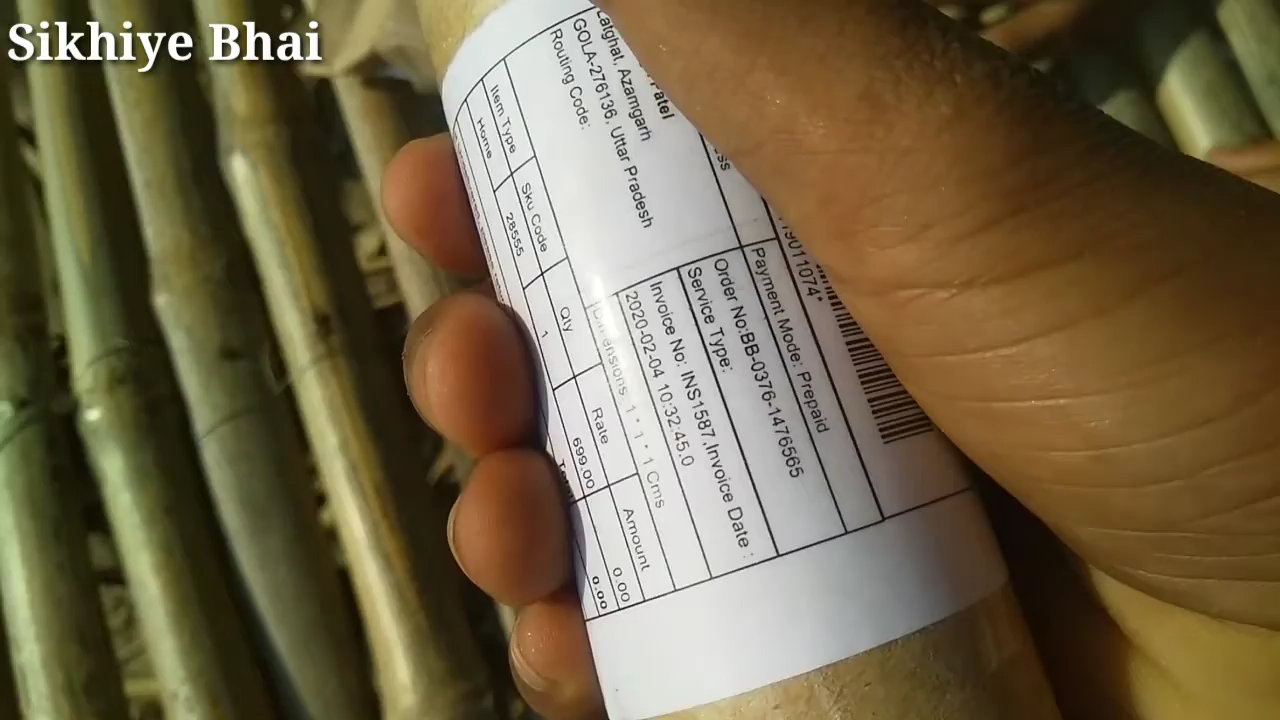 Sikhiye Bhai
Patel
Lalghat, Azamgarh
GOLA-276136, Uttar Pradesh
Routing Code:
19011074*
Payment Mode: Prepaid
Order No:BB-0376-1476565
Service Type:
Invoice No: INS1587,Invoice Date :
2020-02-04 10:32:45.0
Dimensions: 1 * 1 * 1 Cms
Item Type Sku Code Qty Rate Amount
Home 28555 1 699.00 0.00
0.00